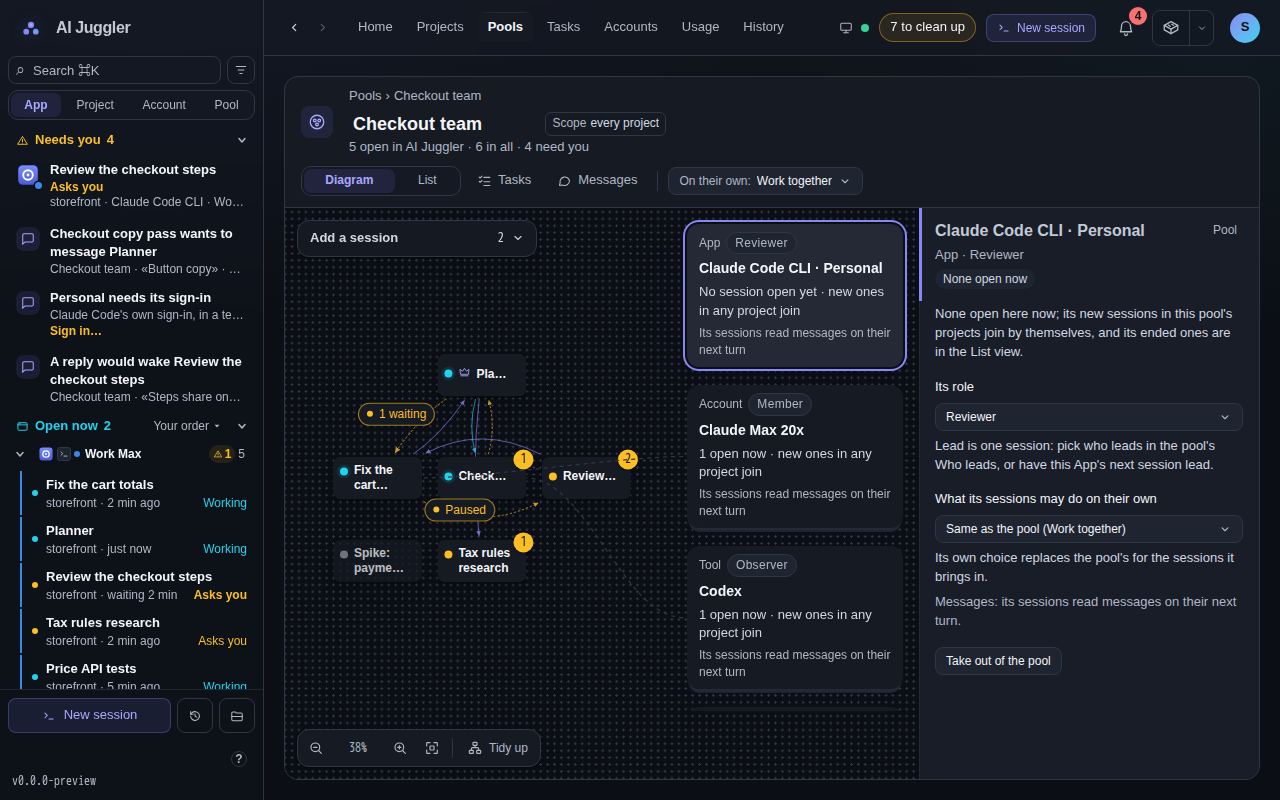 AI Juggler
Search ⌘K
App
Project
Account
Pool
Needs you 4
Review the checkout steps
Asks you
storefront · Claude Code CLI · Wo…
Checkout copy pass wants to
message Planner
Checkout team · «Button copy» · …
Personal needs its sign-in
Claude Code's own sign-in, in a te…
Sign in…
A reply would wake Review the
checkout steps
Checkout team · «Steps share on…
Open now 2
Your order
Work Max
1
5
Fix the cart totals
storefront · 2 min ago
Working
Planner
storefront · just now
Working
Review the checkout steps
storefront · waiting 2 min
Asks you
Tax rules research
storefront · 2 min ago
Asks you
Price API tests
storefront · 5 min ago
Working
New session
?
v0.0.0-preview
Home
Projects
Pools
Tasks
Accounts
Usage
History
7 to clean up
New session
4
S
Pools › Checkout team
Checkout team
Scope every project
5 open in AI Juggler · 6 in all · 4 need you
Diagram
List
Tasks
Messages
On their own: Work together
Add a session
2
Pla…
1 waiting
Fix the
cart…
1
Check…
2
Review…
Paused
Spike:
payme…
1
Tax rules
research
App
Reviewer
Claude Code CLI · Personal
No session open yet · new ones
in any project join
Its sessions read messages on their
next turn
Account
Member
Claude Max 20x
1 open now · new ones in any
project join
Its sessions read messages on their
next turn
Tool
Observer
Codex
1 open now · new ones in any
project join
Its sessions read messages on their
next turn
38%
Tidy up
Claude Code CLI · Personal
Pool
App · Reviewer
None open now
None open here now; its new sessions in this pool's
projects join by themselves, and its ended ones are
in the List view.
Its role
Reviewer
Lead is one session: pick who leads in the pool's
Who leads, or have this App's next session lead.
What its sessions may do on their own
Same as the pool (Work together)
Its own choice replaces the pool's for the sessions it
brings in.
Messages: its sessions read messages on their next
turn.
Take out of the pool